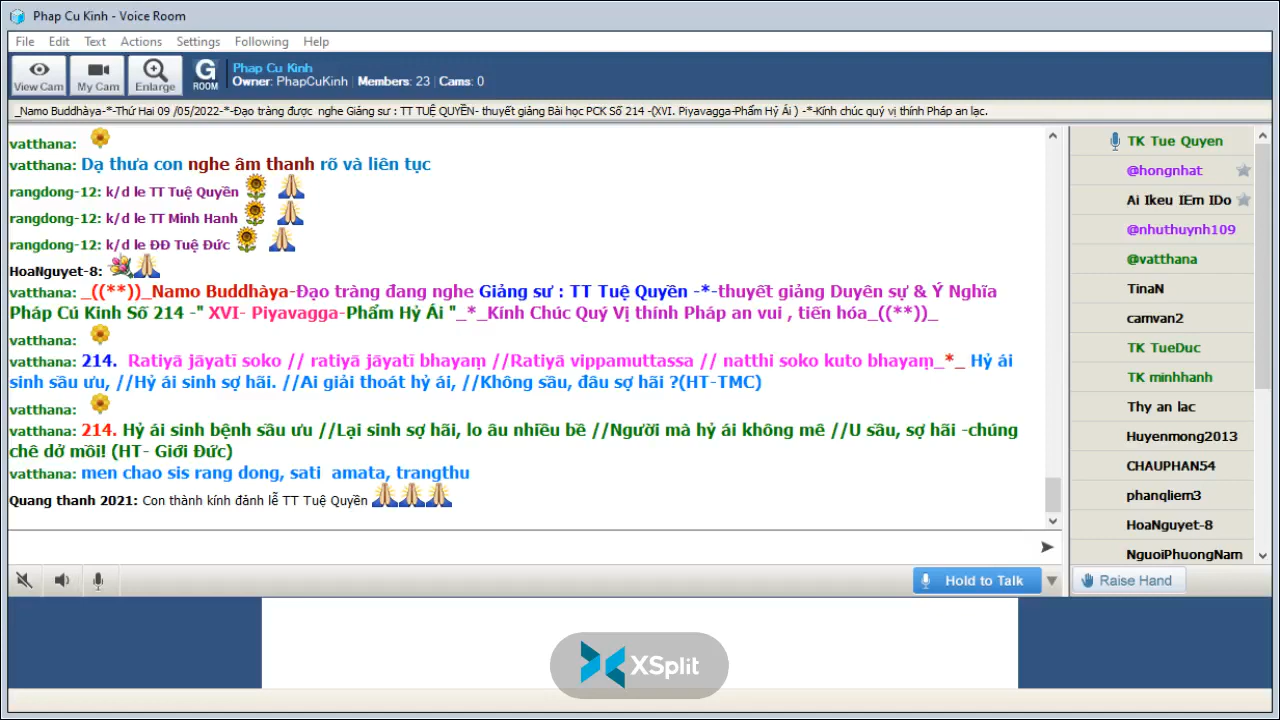 Phap Cu Kinh - Voice Room
File Edit Text Actions Settings Following Help
View Cam My Cam Enlarge G ROOM
Phap Cu Kinh
Owner: PhapCuKinh | Members: 23 | Cams: 0
_Namo Buddhàya-*-Thứ Hai 09 /05/2022-*-Đạo tràng được nghe Giảng sư : TT TUỆ QUYỀN- thuyết giảng Bài học PCK Số 214 -(XVI. Piyavagga-Phẩm Hỷ Ái ) -*-Kính chúc quý vị thính Pháp an lạc.
vatthana:
vatthana: Dạ thưa con nghe âm thanh rõ và liên tục
rangdong-12: k/d le TT Tuệ Quyền
rangdong-12: k/d le TT Minh Hanh
rangdong-12: k/d le ĐĐ Tuệ Đức
HoaNguyet-8:
vatthana: _((**))_Namo Buddhàya-Đạo tràng đang nghe Giảng sư : TT Tuệ Quyền -*-thuyết giảng Duyên sự & Ý Nghĩa
Pháp Cú Kinh Số 214 -" XVI- Piyavagga-Phẩm Hỷ Ái "_*_Kính Chúc Quý Vị thính Pháp an vui , tiến hóa_((**))_
vatthana:
vatthana: 214. Ratiyā jāyatī soko // ratiyā jāyatī bhayaṃ //Ratiyā vippamuttassa // natthi soko kuto bhayaṃ_*_ Hỷ ái
sinh sầu ưu, //Hỷ ái sinh sợ hãi. //Ai giải thoát hỷ ái, //Không sầu, đâu sợ hãi ?(HT-TMC)
vatthana:
vatthana: 214. Hỷ ái sinh bệnh sầu ưu //Lại sinh sợ hãi, lo âu nhiều bề //Người mà hỷ ái không mê //U sầu, sợ hãi -chúng
chê dở mồi! (HT- Giới Đức)
vatthana: men chao sis rang dong, sati amata, trangthu
Quang thanh 2021: Con thành kính đảnh lễ TT Tuệ Quyền
Hold to Talk
TK Tue Quyen
@hongnhat
Ai Ikeu IEm IDo
@nhuthuynh109
@vatthana
TinaN
camvan2
TK TueDuc
TK minhhanh
Thy an lac
Huyenmong2013
CHAUPHAN54
phanqliem3
HoaNguyet-8
NguoiPhuongNam
Raise Hand
XSplit